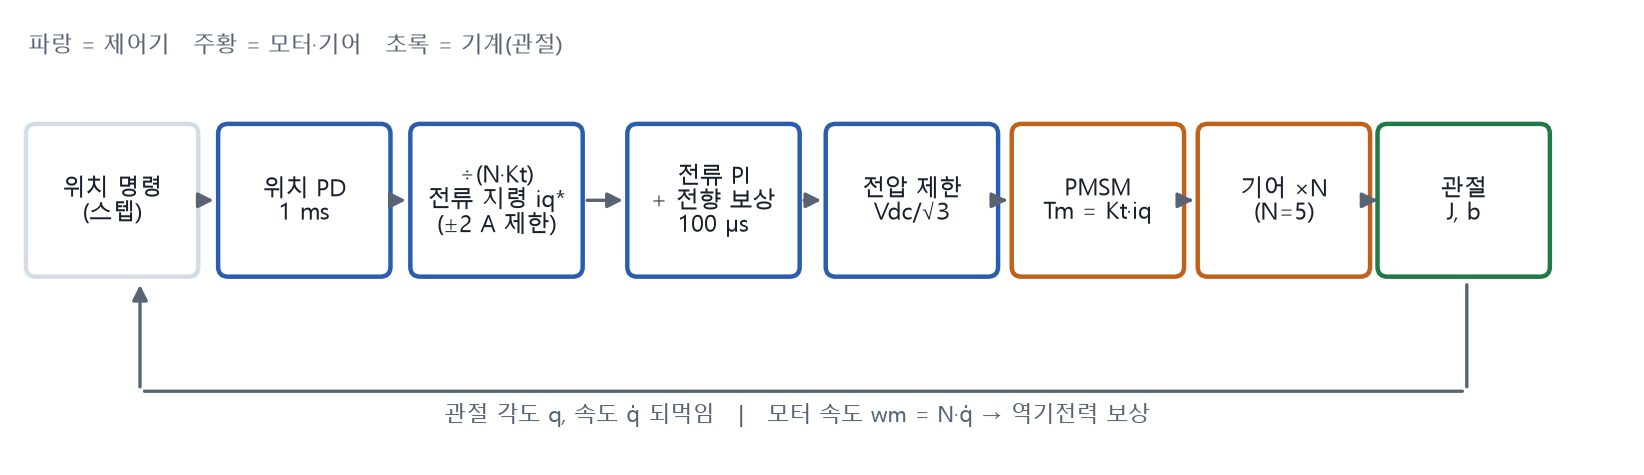 파랑 = 제어기 주황 = 모터·기어 초록 = 기계(관절)
위치 명령
(스텝)
위치 PD
1 ms
÷(N·Kt)
전류 지령 iq*
(±2 A 제한)
전류 PI
+ 전향 보상
100 µs
전압 제한
Vdc/√3
PMSM
Tm = Kt·iq
기어 ×N
(N=5)
관절
J, b
관절 각도 q, 속도 q̇ 되먹임 | 모터 속도 wm = N·q̇ → 역기전력 보상